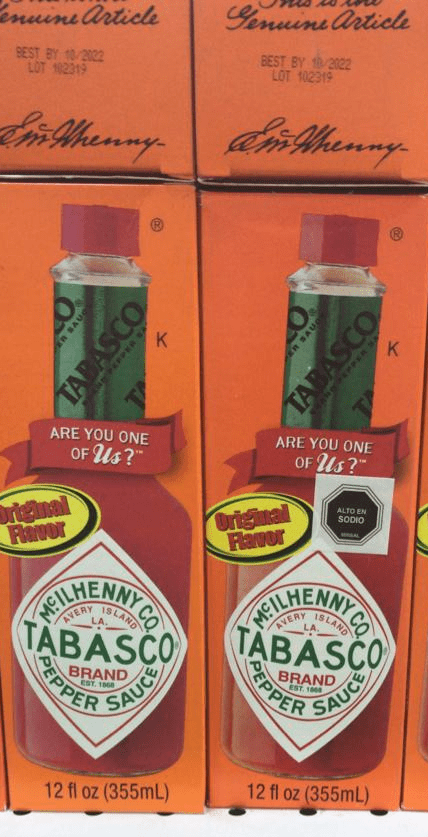 Genuine Article
BEST BY 10/2022
LOT 102319
This is the
Genuine Article
BEST BY 10/2022
LOT 102319
®
TABASCO
K
ARE YOU ONE
OF Us?™
Original
Flavor
McILHENNY CO.
AVERY ISLAND
LA.
TABASCO®
BRAND
EST. 1868
PEPPER SAUCE
12 fl oz (355mL)
®
TABASCO
K
ARE YOU ONE
OF Us?™
Original
Flavor
ALTO EN
SODIO
MINSAL
McILHENNY CO.
AVERY ISLAND
LA.
TABASCO®
BRAND
EST. 1868
PEPPER SAUCE
12 fl oz (355mL)